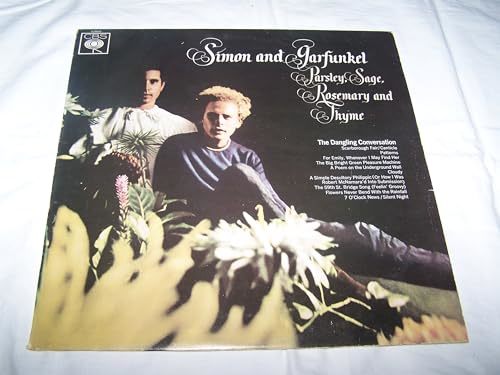 CBS
Simon and Garfunkel
Parsley, Sage,
Rosemary and
Thyme
The Dangling Conversation
Scarborough Fair/Canticle
Patterns
For Emily, Whenever I May Find Her
The Big Bright Green Pleasure Machine
A Poem on the Underground Wall
Cloudy
A Simple Desultory Philippic (Or How I Was
Robert McNamara'd Into Submission)
The 59th St. Bridge Song (Feelin' Groovy)
Flowers Never Bend With the Rainfall
7 O'Clock News/Silent Night